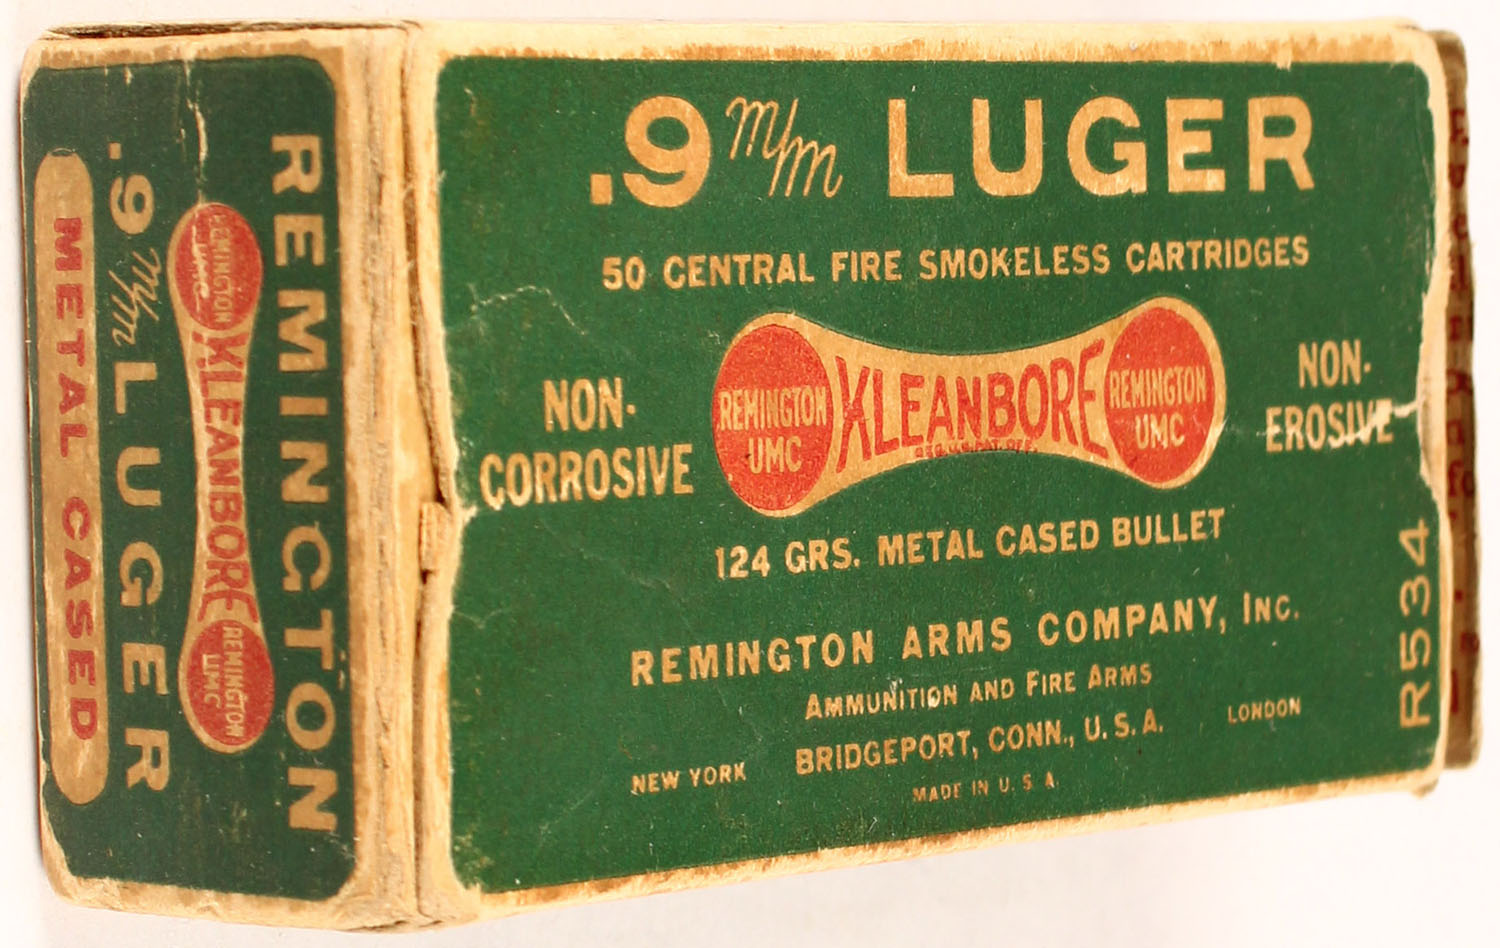 .9 m/m LUGER
50 CENTRAL FIRE SMOKELESS CARTRIDGES
NON-
CORROSIVE
REMINGTON
UMC
KLEANBORE
REMINGTON
UMC
NON-
EROSIVE
124 GRS. METAL CASED BULLET
REMINGTON ARMS COMPANY, INC.
AMMUNITION AND FIRE ARMS
NEW YORK
BRIDGEPORT, CONN., U. S. A.
LONDON
MADE IN U. S. A.
R534
REMINGTON
REMINGTON
UMC
KLEANBORE
REMINGTON
UMC
.9 m/m LUGER
METAL CASED